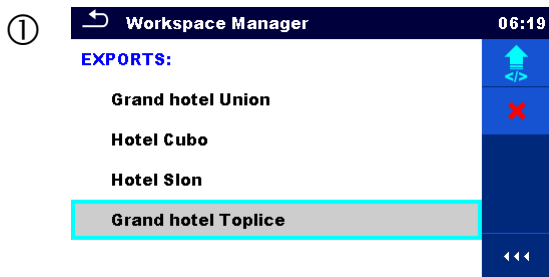 ①
Workspace Manager 06:19
EXPORTS:
</>
Grand hotel Union
Hotel Cubo
Hotel Slon
Grand hotel Toplice